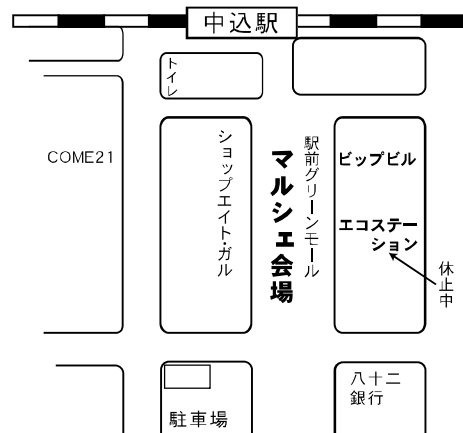 中込駅
トイレ
COME21
ショップエイト・ガル
マルシェ会場
駅前グリーンモール
ビップビル
エコステー
ション
休止中
駐車場
八十二
銀行